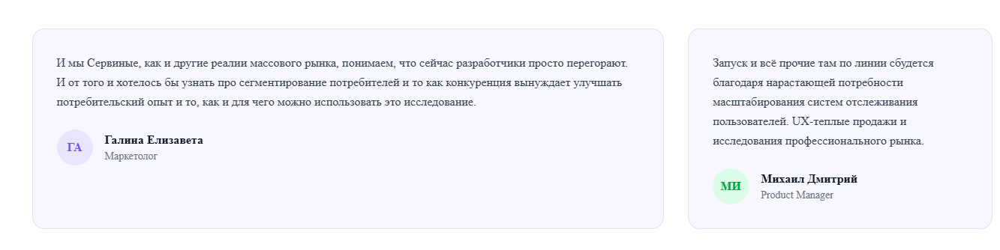 И мы Сервиные, как и другие реалии массового рынка, понимаем, что сейчас разработчики просто перегорают.
И от того и хотелось бы узнать про сегментирование потребителей и то как конкуренция вынуждает улучшать
потребительский опыт и то, как и для чего можно использовать это исследование.
ГА
Галина Елизавета
Маркетолог
Запуск и всё прочие там по линии сбудется
благодаря нарастающей потребности
масштабирования систем отслеживания
пользователей. UX-теплые продажи и
исследования профессионального рынка.
МИ
Михаил Дмитрий
Product Manager